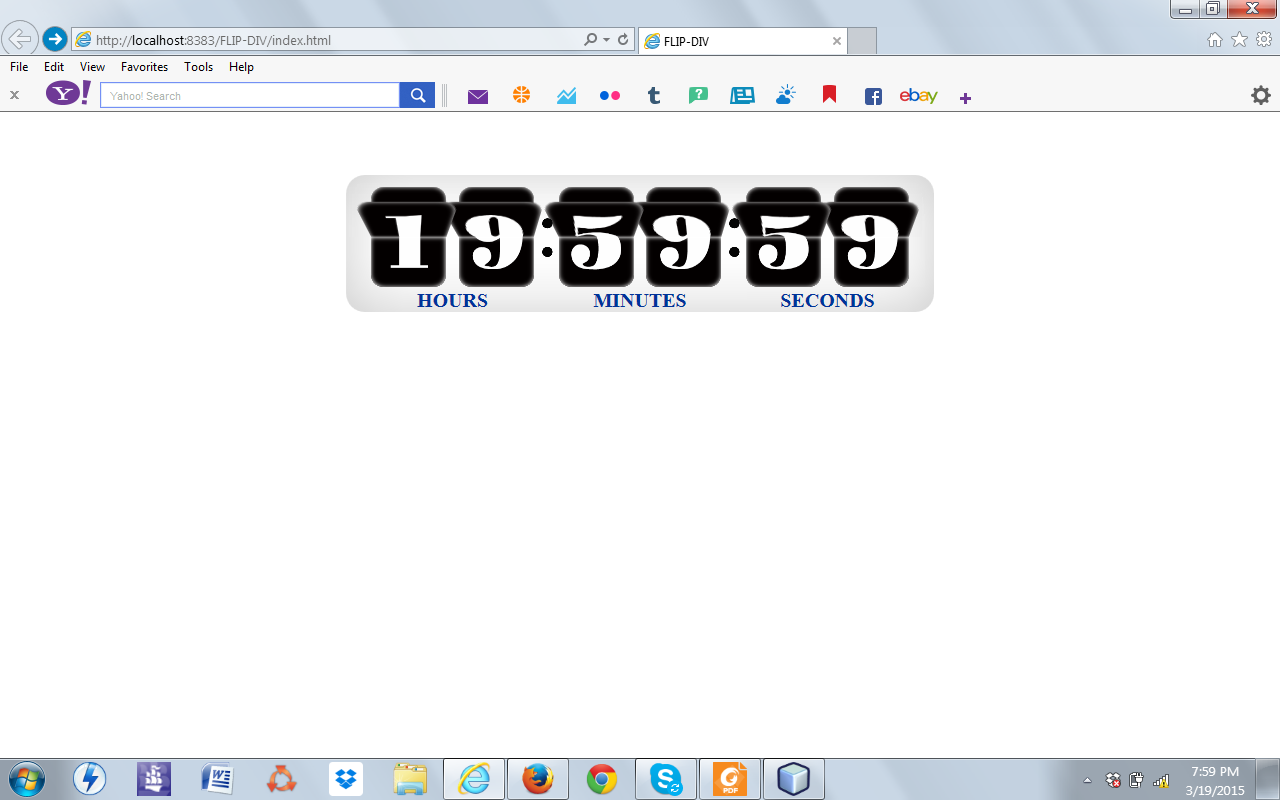 http://localhost:8383/FLIP-DIV/index.html
FLIP-DIV
File Edit View Favorites Tools Help
x Y! Yahoo! Search t ? f ebay
19:59:59
HOURS MINUTES SECONDS
W S G PDF
7:59 PM
3/19/2015